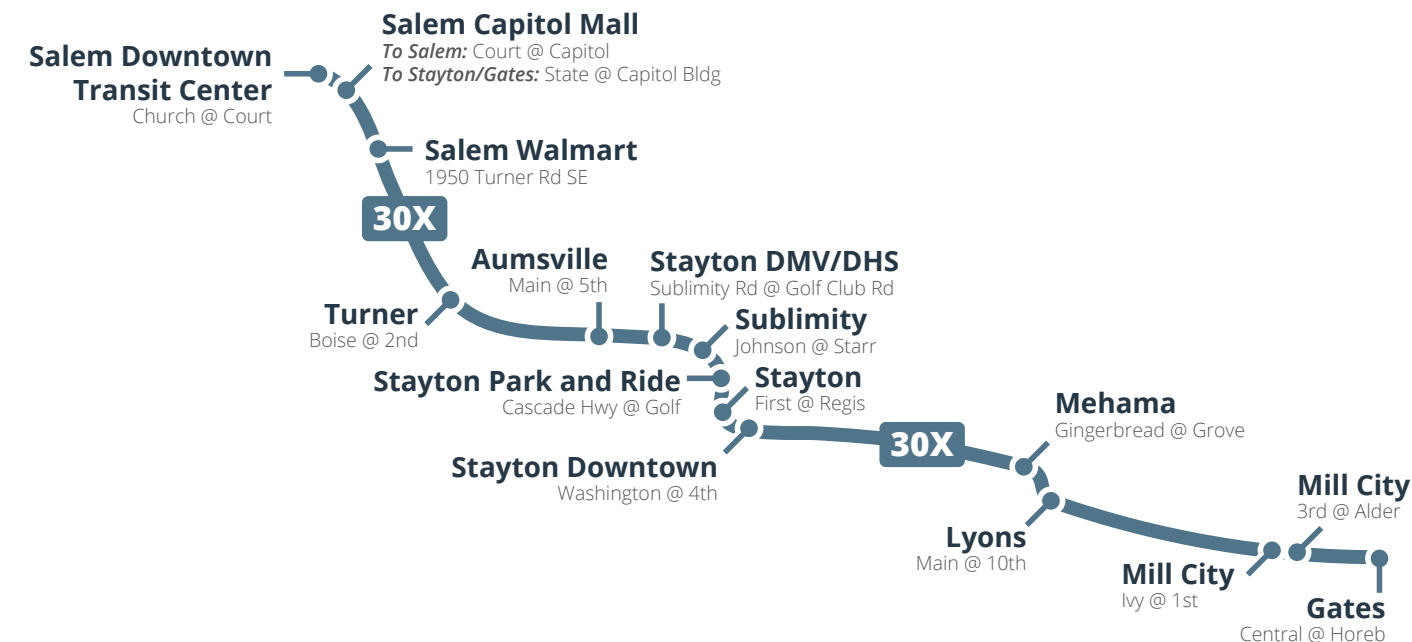 Salem Capitol Mall
To Salem: Court @ Capitol
To Stayton/Gates: State @ Capitol Bldg
Salem Downtown
Transit Center
Church @ Court
Salem Walmart
1950 Turner Rd SE
30X
Aumsville
Main @ 5th
Stayton DMV/DHS
Sublimity Rd @ Golf Club Rd
Turner
Boise @ 2nd
Sublimity
Johnson @ Starr
Stayton Park and Ride
Cascade Hwy @ Golf
Stayton
First @ Regis
Stayton Downtown
Washington @ 4th
30X
Mehama
Gingerbread @ Grove
Lyons
Main @ 10th
Mill City
3rd @ Alder
Mill City
Ivy @ 1st
Gates
Central @ Horeb